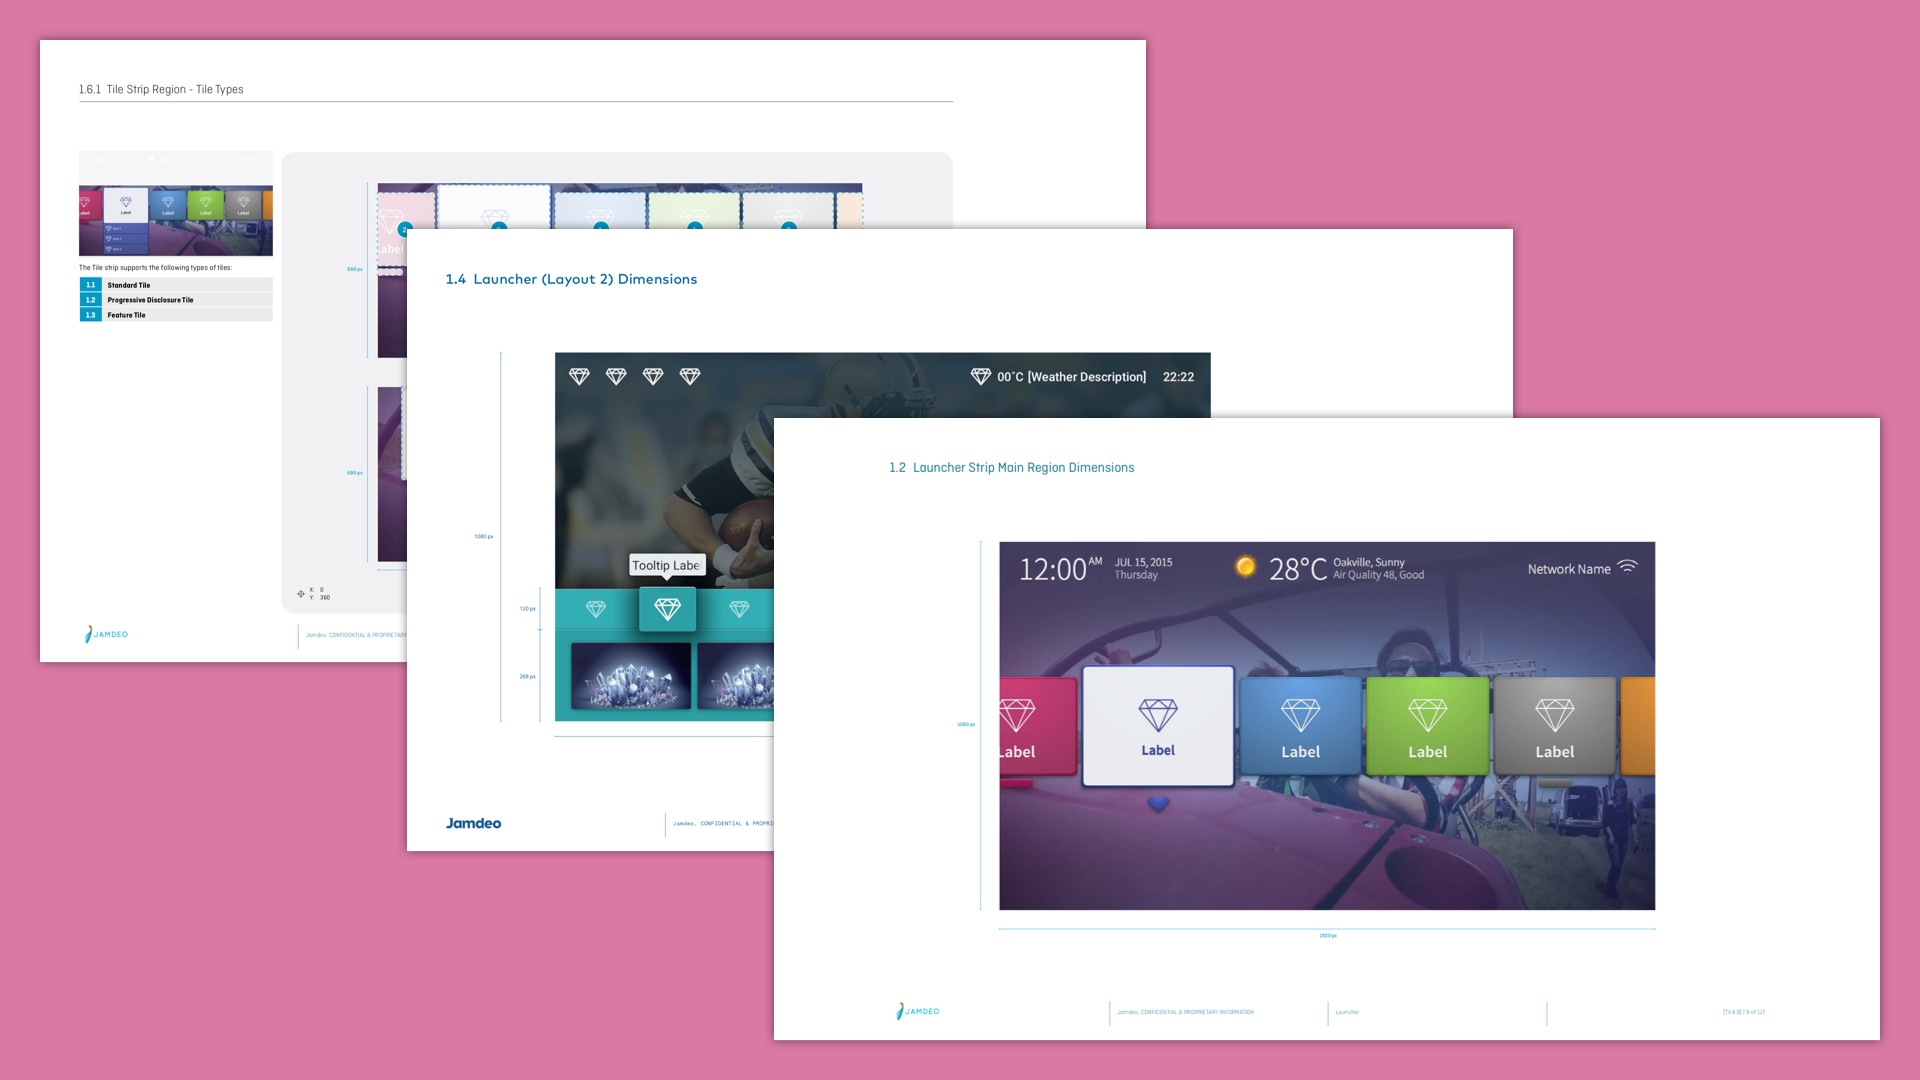 1.6.1 Tile Strip Region - Tile Types
Label
Label
Label
Label
The Tile strip supports the following types of tiles:
1.1 Standard Tile
1.2 Progressive Disclosure Tile
1.3 Feature Tile
680 px
2
abel
680 px
X: 0
Y: 360
JAMDEO
Jamdeo, CONFIDENTIAL & PROPRIETARY
1.4 Launcher (Layout 2) Dimensions
00°C [Weather Description] 22:22
1080 px
Tooltip Labe
120 px
268 px
Jamdeo
Jamdeo, CONFIDENTIAL & PROPRI
1.2 Launcher Strip Main Region Dimensions
12:00 AM JUL 15, 2015
Thursday
28°C Oakville, Sunny
Air Quality 48, Good
Network Name
1080 px
Label
Label
Label
Label
Label
1920 px
JAMDEO
Jamdeo, CONFIDENTIAL & PROPRIETARY INFORMATION
Launcher